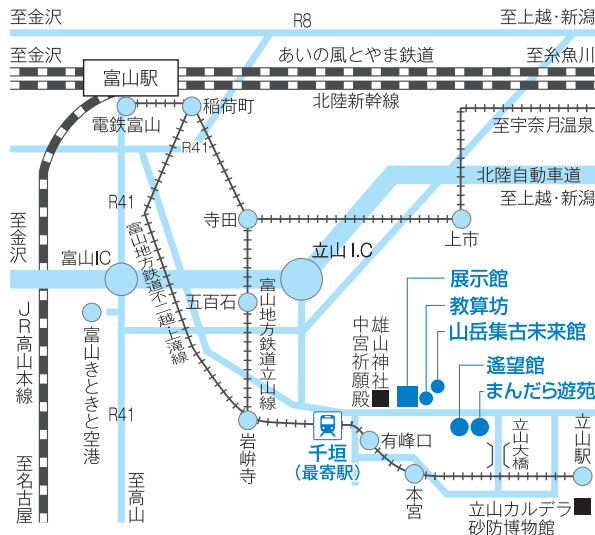 至金沢
R8
至上越・新潟
至金沢
あいの風とやま鉄道
至糸魚川
富山駅
北陸新幹線
電鉄富山
稲荷町
至宇奈月温泉
R41
北陸自動車道
至上越・新潟
R41
寺田
上市
至金沢
富山IC
立山I.C
富山地方鉄道不二越・上滝線
富山地方鉄道立山線
五百石
展示館
教算坊
山岳集古未来館
雄山神社
中宮祈願殿
遙望館
まんだら遊苑
JR高山本線
富山きときと空港
R41
岩峅寺
千垣
(最寄駅)
有峰口
本宮
立山大橋
立山駅
至名古屋
至高山
立山カルデラ
砂防博物館